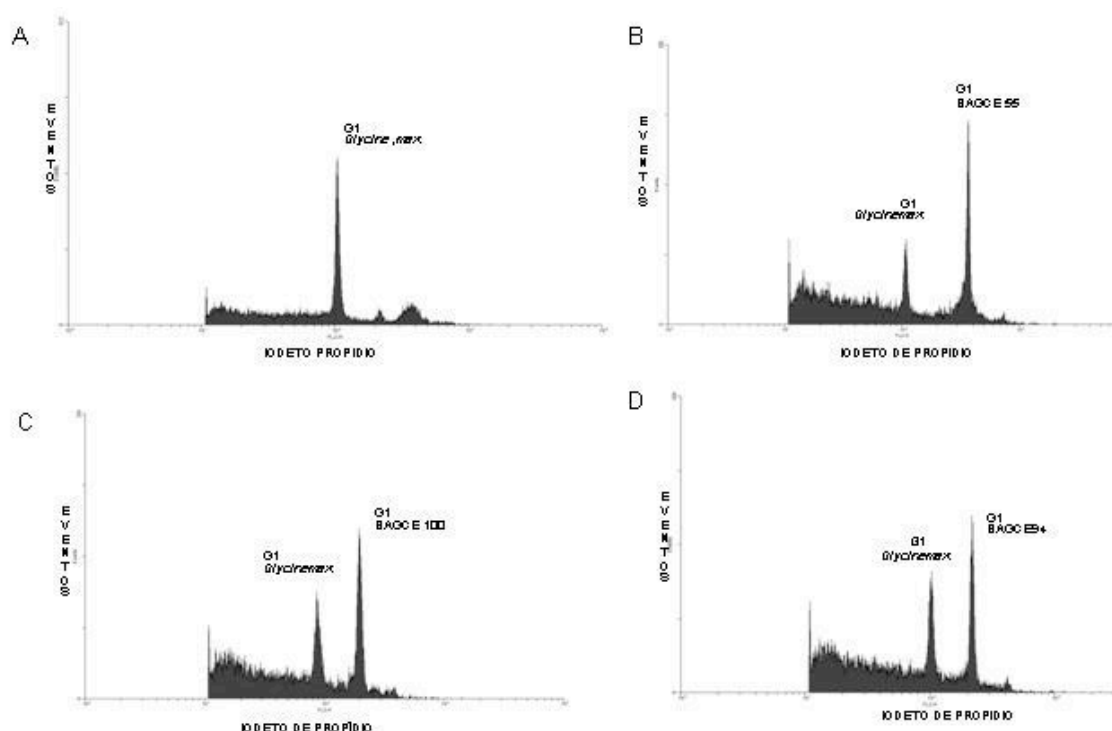 A
EVENTOS
G1
Glycine ,max
IODETO PROPIDIO
B
EVENTOS
G1
BAGCE 55
G1
Glycinemax
IODETO DE PROPIDIO
C
EVENTOS
G1
BAGCE 100
G1
Glycinemax
IODETO DE PROPÍDIO
D
EVENTOS
G1
BAGCE94
G1
Glycinemax
IODETO DE PROPIDIO